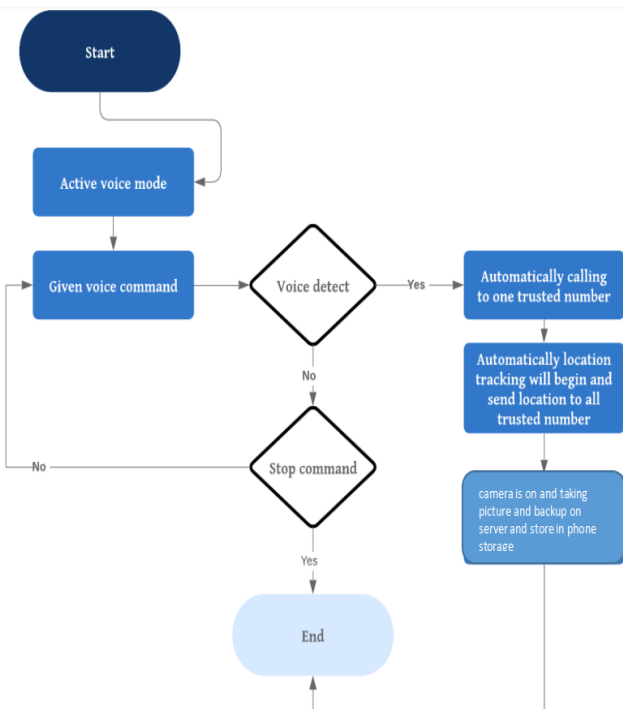 Start
Active voice mode
Given voice command
Voice detect
Yes
Automatically calling
to one trusted number
No
Automatically location
tracking will begin and
send location to all
trusted number
Stop command
No
camera is on and taking
picture and backup on
server and store in phone
storage
Yes
End